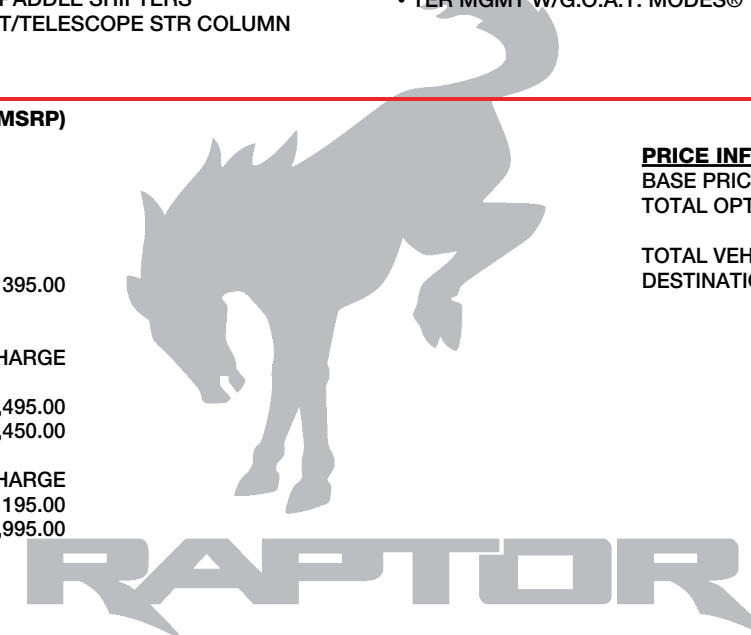 PADDLE SHIFTERS
T/TELESCOPE STR COLUMN
• TER MGMT W/G.O.A.T. MODES®
MSRP)
395.00
HARGE
,495.00
,450.00
HARGE
195.00
,995.00
PRICE INF
BASE PRIC
TOTAL OPT
TOTAL VEH
DESTINATIO
RAPTOR